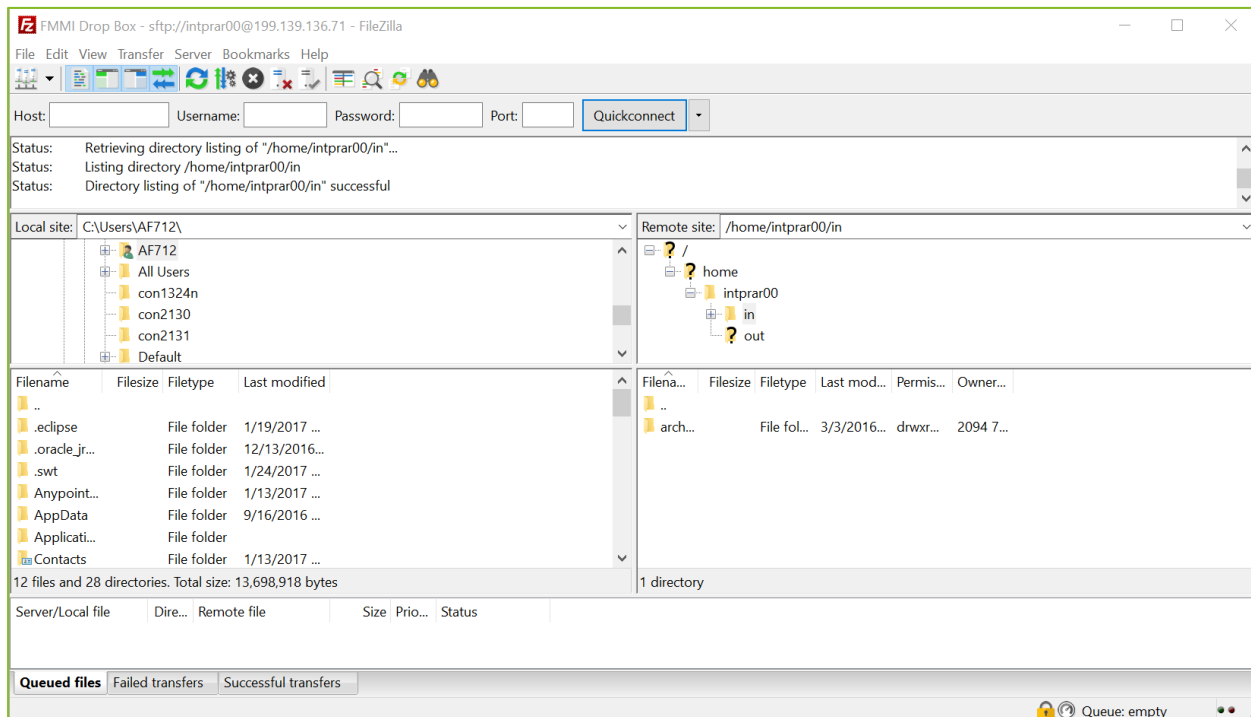 FMMI Drop Box - sftp://intprar00@199.139.136.71 - FileZilla
File Edit View Transfer Server Bookmarks Help
Host: Username: Password: Port: Quickconnect
Status: Retrieving directory listing of "/home/intprar00/in"...
Status: Listing directory /home/intprar00/in
Status: Directory listing of "/home/intprar00/in" successful
Local site: C:\Users\AF712\
AF712
All Users
con1324n
con2130
con2131
Default
Remote site: /home/intprar00/in
/
home
intprar00
in
out
Filename Filesize Filetype Last modified
..
.eclipse File folder 1/19/2017 ...
.oracle_jr... File folder 12/13/2016...
.swt File folder 1/24/2017 ...
Anypoint... File folder 1/13/2017 ...
AppData File folder 9/16/2016 ...
Applicati... File folder
Contacts File folder 1/13/2017 ...
12 files and 28 directories. Total size: 13,698,918 bytes
Filena... Filesize Filetype Last mod... Permis... Owner...
..
arch... File fol... 3/3/2016... drwxr... 2094 7...
1 directory
Server/Local file Dire... Remote file Size Prio... Status
Queued files Failed transfers Successful transfers
Queue: empty